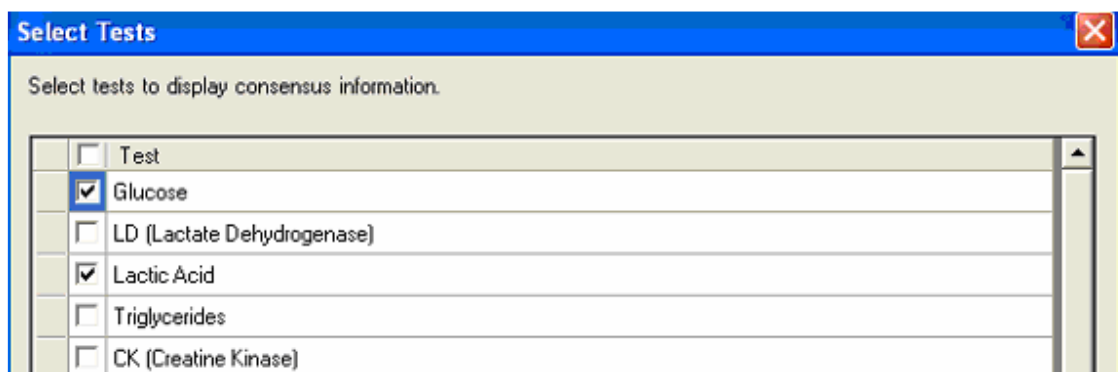 Select Tests
Select tests to display consensus information.
Test
Glucose
LD (Lactate Dehydrogenase)
Lactic Acid
Triglycerides
CK (Creatine Kinase)